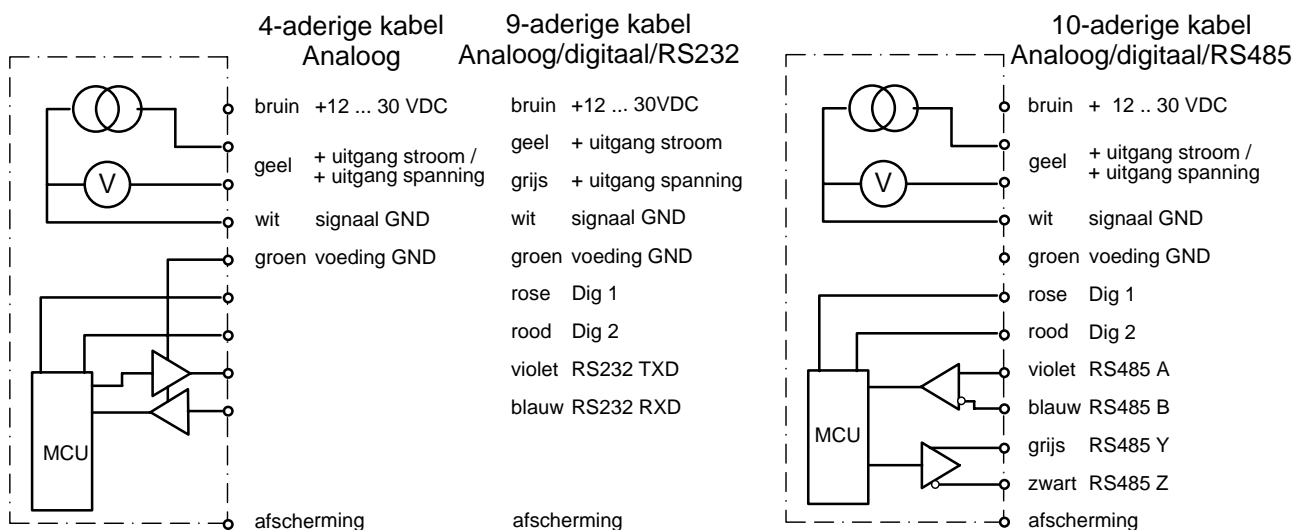 4-aderige kabel
Analoog
bruin +12 ... 30 VDC
geel + uitgang stroom /
+ uitgang spanning
wit signaal GND
groen voeding GND
afscherming
V
MCU
9-aderige kabel
Analoog/digitaal/RS232
bruin +12 ... 30VDC
geel + uitgang stroom
grijs + uitgang spanning
wit signaal GND
groen voeding GND
rose Dig 1
rood Dig 2
violet RS232 TXD
blauw RS232 RXD
afscherming
10-aderige kabel
Analoog/digitaal/RS485
V
MCU
bruin + 12 .. 30 VDC
geel + uitgang stroom /
+ uitgang spanning
wit signaal GND
groen voeding GND
rose Dig 1
rood Dig 2
violet RS485 A
blauw RS485 B
grijs RS485 Y
zwart RS485 Z
afscherming